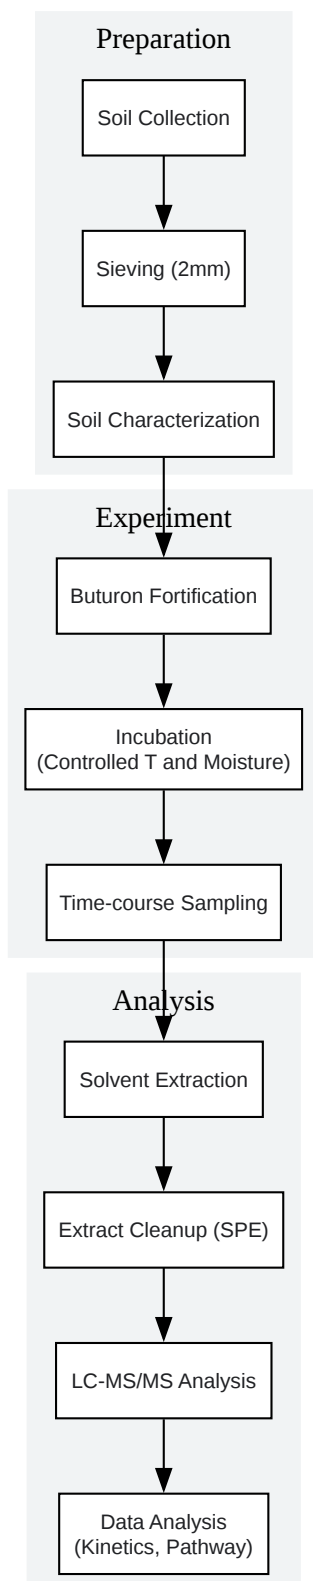 Preparation
Soil Collection
Sieving (2mm)
Soil Characterization
Experiment
Buturon Fortification
Incubation
(Controlled T and Moisture)
Time-course Sampling
Analysis
Solvent Extraction
Extract Cleanup (SPE)
LC-MS/MS Analysis
Data Analysis
(Kinetics, Pathway)